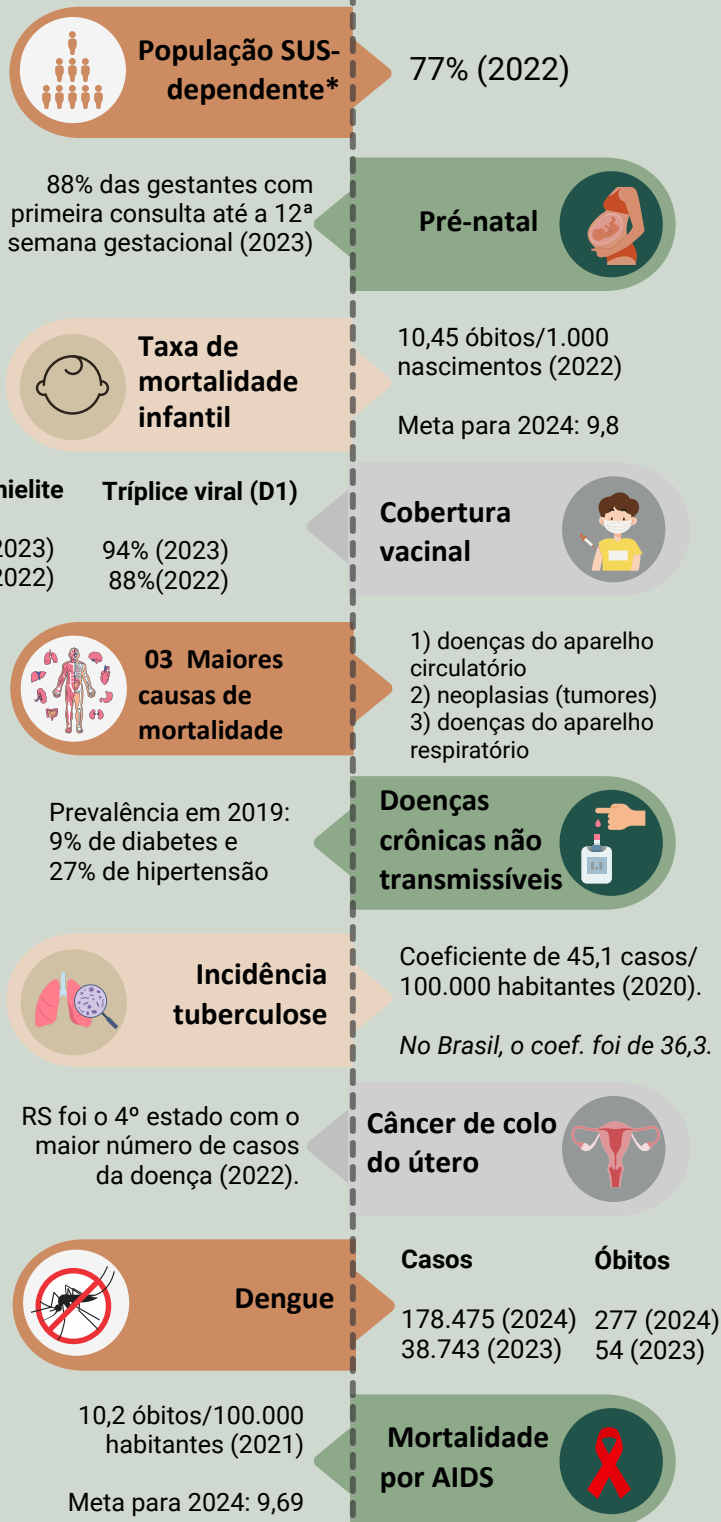 População SUS-
dependente*
77% (2022)
88% das gestantes com
primeira consulta até a 12ª
semana gestacional (2023)
Pré-natal
Taxa de
mortalidade
infantil
10,45 óbitos/1.000
nascimentos (2022)
Meta para 2024: 9,8
Tríplice viral (D1)
2023) 94% (2023)
2022) 88%(2022)
Cobertura
vacinal
03 Maiores
causas de
mortalidade
1) doenças do aparelho
circulatório
2) neoplasias (tumores)
3) doenças do aparelho
respiratório
Prevalência em 2019:
9% de diabetes e
27% de hipertensão
Doenças
crônicas não
transmissíveis
Incidência
tuberculose
Coeficiente de 45,1 casos/
100.000 habitantes (2020).
No Brasil, o coef. foi de 36,3.
RS foi o 4º estado com o
maior número de casos
da doença (2022).
Câncer de colo
do útero
Dengue
Casos Óbitos
178.475 (2024) 277 (2024)
38.743 (2023) 54 (2023)
10,2 óbitos/100.000
habitantes (2021)
Meta para 2024: 9,69
Mortalidade
por AIDS